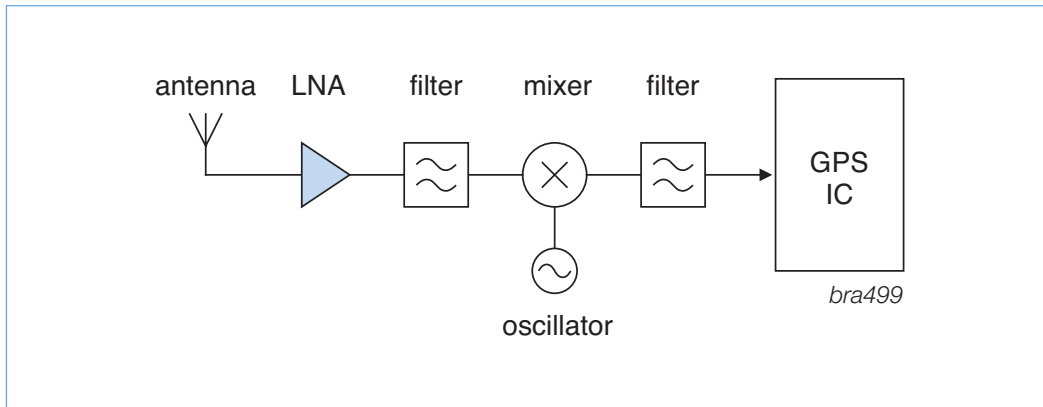 antenna LNA filter mixer filter
GPS
IC
bra499
oscillator